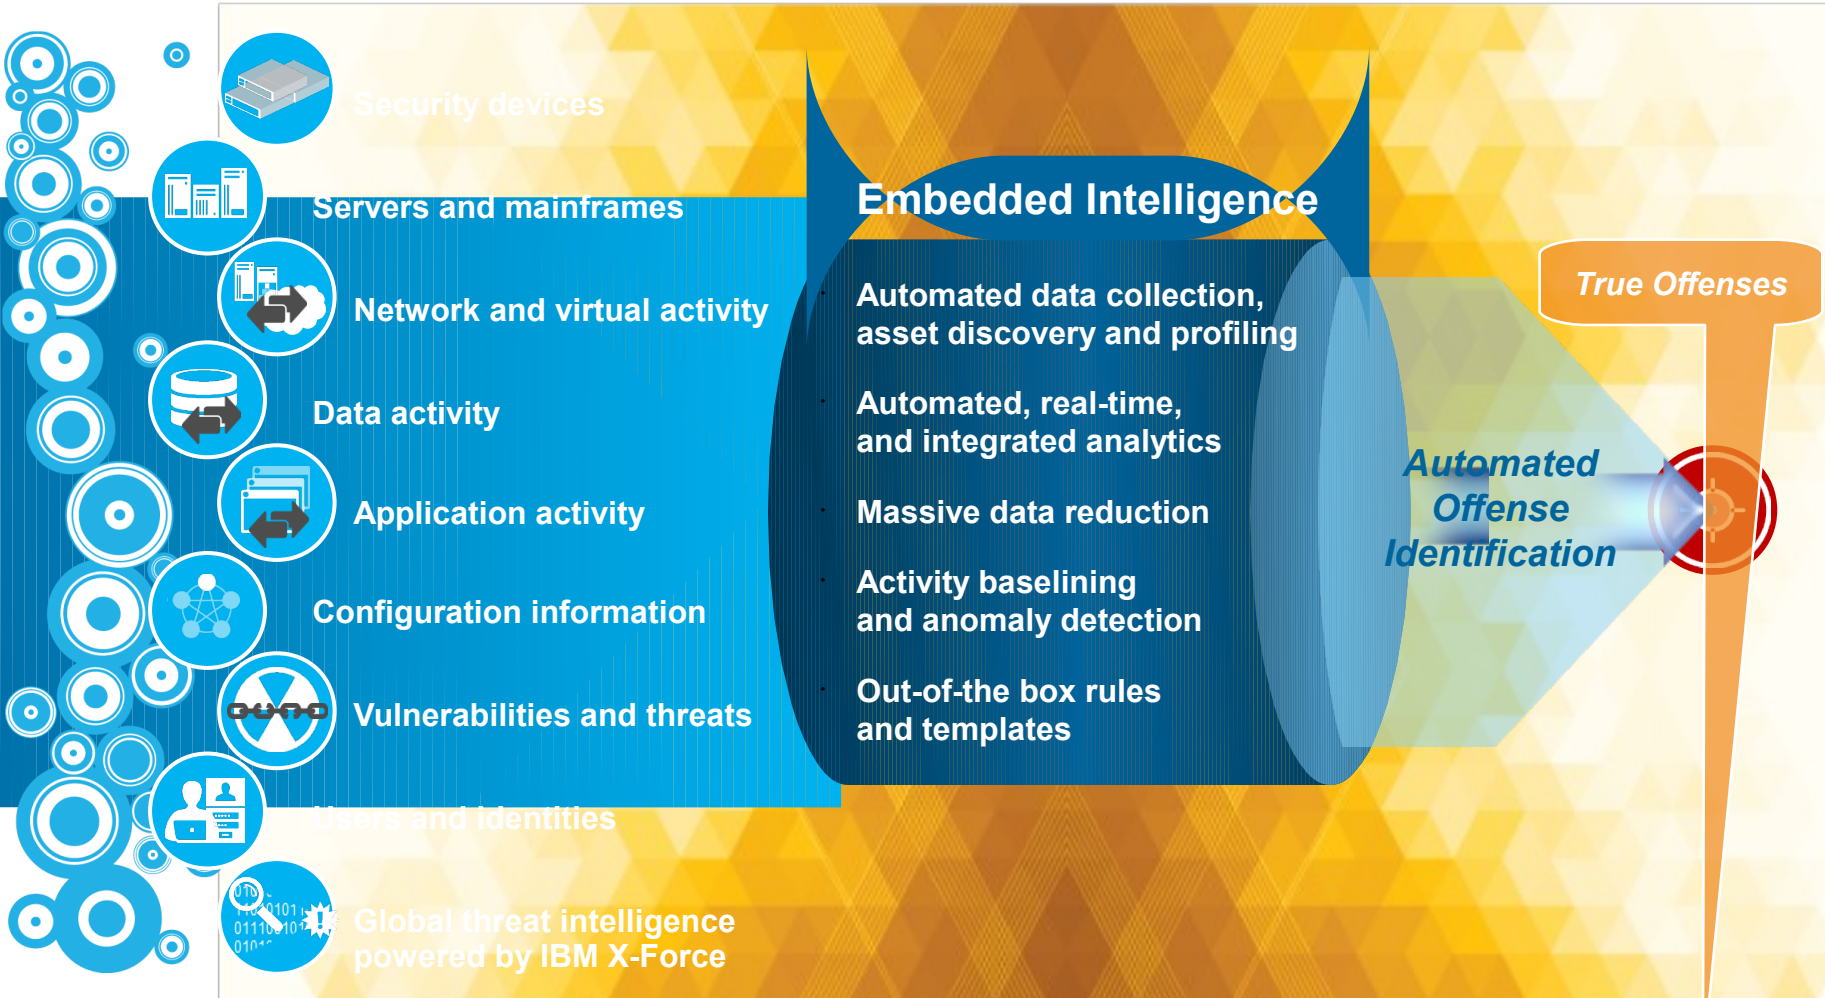 Security devices
Servers and mainframes
Network and virtual activity
Data activity
Application activity
Configuration information
Vulnerabilities and threats
Users and identities
Global threat intelligence
powered by IBM X-Force
Embedded Intelligence
· Automated data collection,
asset discovery and profiling
· Automated, real-time,
and integrated analytics
· Massive data reduction
· Activity baselining
and anomaly detection
· Out-of-the box rules
and templates
Automated
Offense
Identification
True Offenses